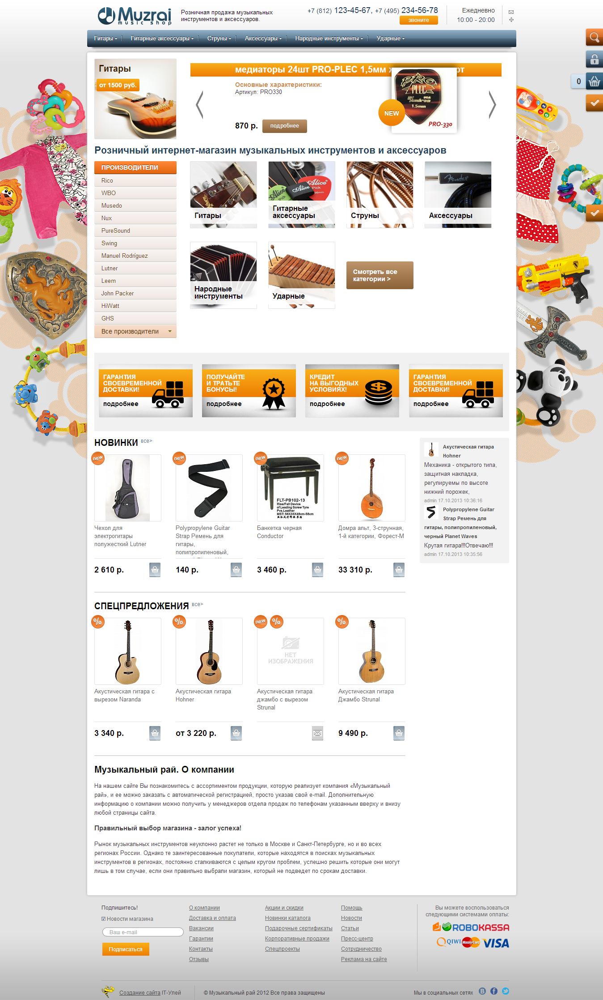 Muzrai
music shop
Розничная продажа музыкальных
инструментов и аксессуаров.
+7 (812) 123-45-67, +7 (495) 234-56-78
звоните
Ежедневно
10:00 - 20:00
Гитары
Гитарные аксессуары
Струны
Аксессуары
Народные инструменты
Ударные
0
Гитары
от 1500 руб.
медиаторы 24шт PRO-PLEC 1,5мм
Основные характеристики:
Артикул: PRO330
870 р.
подробнее
NEW
PRO
PLEC
USA
1.5mm
PRO-330
Розничный интернет-магазин музыкальных инструментов и аксессуаров
ПРОИЗВОДИТЕЛИ
Rico
WBO
Musedo
Nux
PureSound
Swing
Manuel Rodríguez
Lutner
Leem
John Packer
HiWatt
GHS
Все производители
Гитары
Alice
Pick
Гитарные
аксессуары
Струны
Fender
Аксессуары
Народные
инструменты
Ударные
Смотреть все
категории >
ГАРАНТИЯ
СВОЕВРЕМЕННОЙ
ДОСТАВКИ!
подробнее
ПОЛУЧАЙТЕ
И ТРАТЬТЕ
БОНУСЫ!
подробнее
КРЕДИТ
НА ВЫГОДНЫХ
УСЛОВИЯХ!
подробнее
ГАРАНТИЯ
СВОЕВРЕМЕННОЙ
ДОСТАВКИ!
подробнее
НОВИНКИ все>
new
Чехол для
электрогитары
полужесткий Lutner
2 610 р.
new
Polypropylene Guitar
Strap Ремень для
гитары,
полипропиленовый,
140 р.
new
FLT-PB102-13
Rise/Fall Device
of Leading Screw Tyre
Pvs.Leather
MST: 56X33X48cm-58cm
Банкетка черная
Conductor
3 460 р.
new
Домра альт, 3-струнная,
1-й категории, Форест-М
33 310 р.
Акустическая гитара
Hohner
Механика - открытого типа,
защитная накладка,
регулируемы по высоте
нижний порожек,
admin 17.10.2013 10:36:16
Polypropylene Guitar
Strap Ремень для
гитары, полипропиленовый,
черный Planet Waves
Крутая гитара!!!Отвечаю!!!
admin 17.10.2013 10:35:56
СПЕЦПРЕДЛОЖЕНИЯ все>
%
Акустическая гитара с
вырезом Naranda
3 340 р.
%
Акустическая гитара
Hohner
от 3 220 р.
new %
НЕТ
ИЗОБРАЖЕНИЯ
Акустическая гитара
джамбо с вырезом
Strunal
%
Акустическая гитара
Джамбо Strunal
9 490 р.
Музыкальный рай. О компании
На нашем сайте Вы познакомитесь с ассортиментом продукции, которую реализует компания «Музыкальный
рай», и ее можно заказать с автоматической регистрацией, просто указав свой e-mail. Дополнительную
информацию о компании можно получить у менеджеров отдела продаж по телефонам указанным вверху и внизу
любой страницы сайта.
Правильный выбор магазина - залог успеха!
Рынок музыкальных инструментов неуклонно растет не только в Москве и Санкт-Петербурге, но и во всех
регионах России. Однако те заинтересованные покупатели, которые находятся в поисках музыкальных
инструментов в регионах, постоянно сталкиваются с целым кругом проблем, успешно решить которые они могут
лишь в том случае, если они правильно выбрали магазин, который не подведет по срокам доставки.
Подпишитесь!
Новости магазина
Ваш e-mail
Подписаться
О компании
Доставка и оплата
Вакансии
Гарантии
Контакты
Отзывы
Акции и скидки
Новинки каталога
Подарочные сертификаты
Корпоративные продажи
Спецпроекты
Помощь
Новости
Статьи
Пресс-центр
Сотрудничество
Реклама на сайте
Вы можете воспользоваться
следующими системами оплаты:
ROBOKASSA
QIWI MasterCard VISA
Создание сайта IT-Улей
© Музыкальный рай 2012 Все права защищены
Мы в социальных сетях